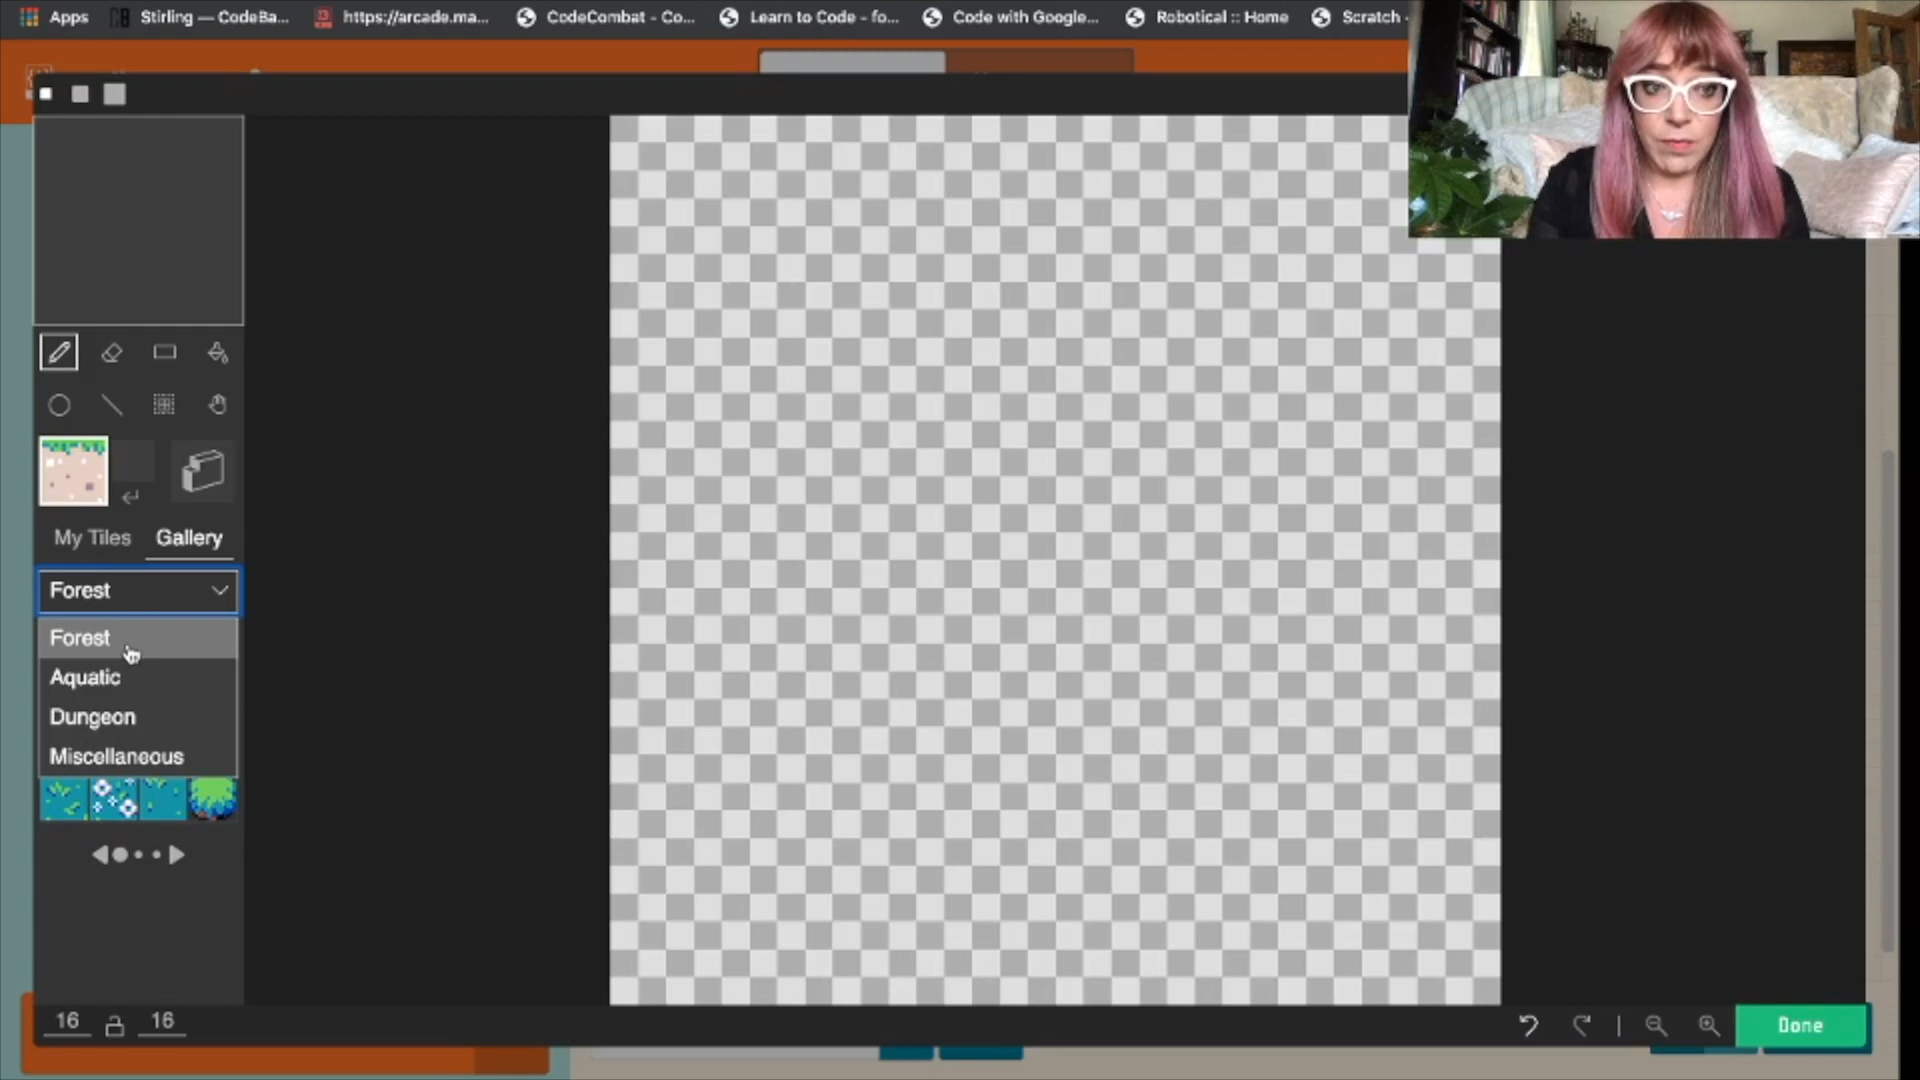 Apps
Stirling — CodeBa...
https://arcade.ma...
CodeCombat - Co...
Learn to Code - fo...
Code with Google...
Robotical :: Home
Scratch -
My Tiles
Gallery
Forest
Forest
Aquatic
Dungeon
Miscellaneous
16
16
Done